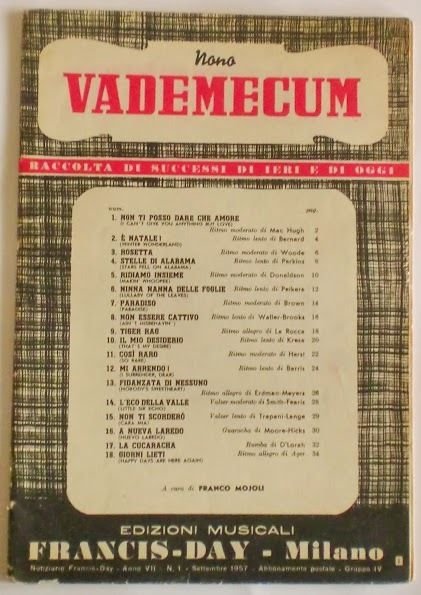 Nono
VADEMECUM
RACCOLTA DI SUCCESSI DI IERI E DI OGGI
num. pag.
1. NON TI POSSO DARE CHE AMORE
(I CAN'T GIVE YOU ANYTHING BUT LOVE)
Ritmo moderato di Mac Hugh 2
2. È NATALE! Ritmo lento di Bernard 4
(WINTER WONDERLAND)
3. ROSETTA Ritmo moderato di Woode 6
4. STELLE DI ALABAMA Ritmo lento di Perkins 8
(STARS FELL ON ALABAMA)
5. RIDIAMO INSIEME Ritmo moderato di Donaldson 10
(MAKIN' WHOOPEE)
6. NINNA NANNA DELLE FOGLIE Ritmo lento di Petkere 12
(LULLABY OF THE LEAVES)
7. PARADISO Ritmo moderato di Brown 14
(PARADISE)
8. NON ESSERE CATTIVO Ritmo lento di Waller-Brooks 16
(AIN'T MISBEHAVIN')
9. TIGER RAG Ritmo allegro di La Rocca 18
10. IL MIO DESIDERIO Ritmo lento di Kresa 20
(THAT'S MY DESIRE)
11. COSÌ RARO Ritmo moderato di Herst 22
(SO RARE)
12. MI ARRENDO! Ritmo lento di Barris 24
(I SURRENDER, DEAR)
13. FIDANZATA DI NESSUNO
(NOBODY'S SWEETHEART)
Ritmo allegro di Erdman-Meyers 26
14. L'ECO DELLA VALLE Valzer moderato di Smith-Fearis 28
(LITTLE SIR ECHO)
15. NON TI SCORDERÒ Valzer lento di Trapani-Lange 29
(CARA MIA)
16. A NUEVA LAREDO Guaracha di Moore-Hicks 30
(NUEVO LAREDO)
17. LA CUCARACHA Rumba di D'Lorah 32
18. GIORNI LIETI Ritmo allegro di Ager 34
(HAPPY DAYS ARE HERE AGAIN)
A cura di FRANCO MOJOLI
EDIZIONI MUSICALI
FRANCIS-DAY - Milano
Notiziario Francis-Day - Anno VII - N. 1 - Settembre 1957 - Abbonamento postale - Gruppo IV